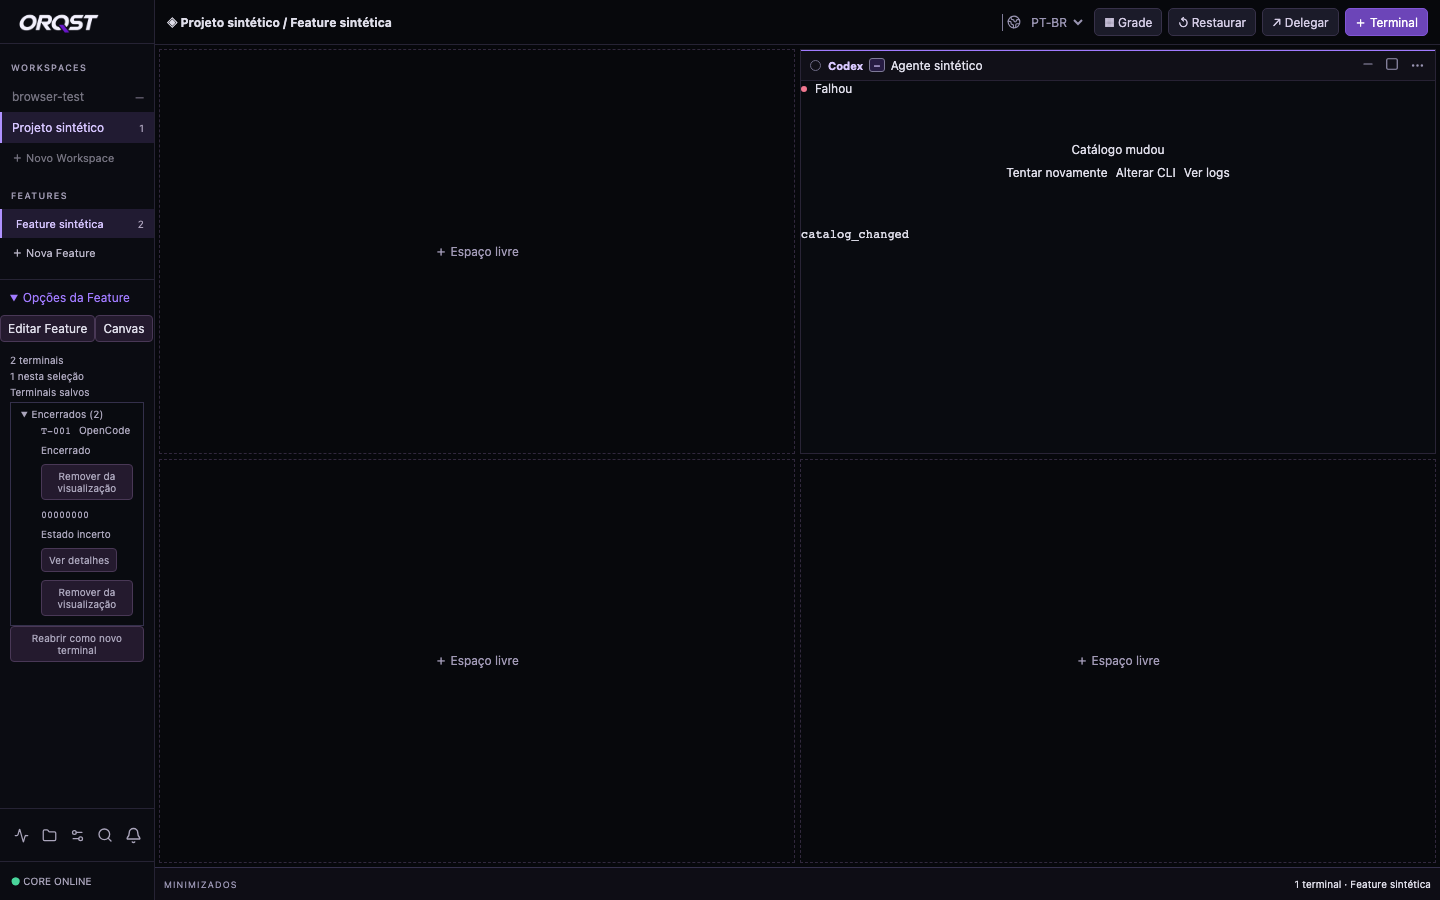 ORQST
WORKSPACES
browser-test —
Projeto sintético 1
+ Novo Workspace
FEATURES
Feature sintética 2
+ Nova Feature
▼ Opções da Feature
Editar Feature Canvas
2 terminais
1 nesta seleção
Terminais salvos
▼ Encerrados (2)
T-001 OpenCode
Encerrado
Remover da
visualização
00000000
Estado incerto
Ver detalhes
Remover da
visualização
Reabrir como novo
terminal
CORE ONLINE
◈ Projeto sintético / Feature sintética
PT-BR
Grade
Restaurar
↗ Delegar
+ Terminal
+ Espaço livre
Codex – Agente sintético
Falhou
Catálogo mudou
Tentar novamente Alterar CLI Ver logs
catalog_changed
+ Espaço livre
+ Espaço livre
MINIMIZADOS
1 terminal · Feature sintética